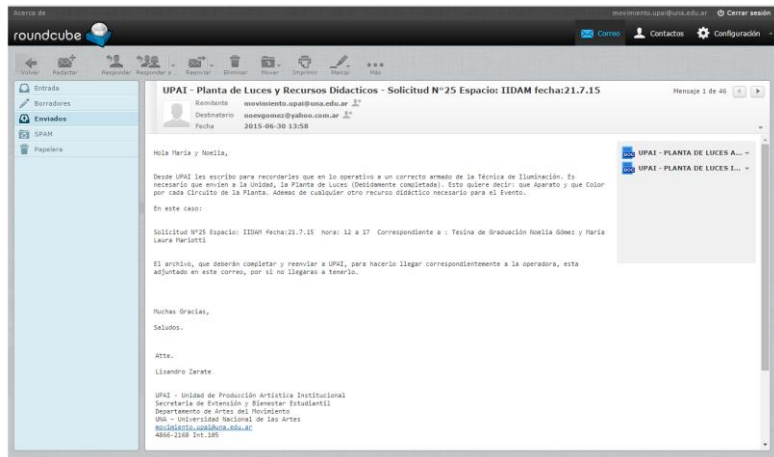 Acerca de
movimiento.upai@una.edu.ar Cerrar sesión
roundcube
Correo Contactos Configuración
Volver Redactar Responder Responder a... Reenviar Eliminar Mover Imprimir Marcar Más
Entrada
Borradores
Enviados
SPAM
Papelera
UPAI - Planta de Luces y Recursos Didacticos - Solicitud N°25 Espacio: IIDAM fecha:21.7.15
Mensaje 1 de 46
Remitente movimiento.upai@una.edu.ar
Destinatario noevgomez@yahoo.com.ar
Fecha 2015-06-30 13:58
UPAI - PLANTA DE LUCES A...
UPAI - PLANTA DE LUCES I...
Hola María y Noelia,
Desde UPAI les escribo para recordarles que en lo operativo a un correcto armado de la Técnica de Iluminación. Es
necesario que envíen a la Unidad, la Planta de Luces (Debidamente completada). Esto quiere decir: que Aparato y que Color
por cada Circuito de la Planta. Ademas de cualquier otro recurso didáctico necesario para el Evento.
En este caso:
Solicitud N°25 Espacio: IIDAM fecha:21.7.15 hora: 12 a 17 Correspondiente a : Tesina de Graduación Noelia Gómez y María
Laura Mariotti
El archivo, que deberán completar y reenviar a UPAI, para hacerlo llegar correspondientemente a la operadora, esta
adjuntado en este correo, por si no llegaras a tenerlo.
Muchas Gracias,
Saludos.
Atte.
Lisandro Zarate
UPAI - Unidad de Producción Artística Institucional
Secretaría de Extensión y Bienestar Estudiantil
Departamento de Artes del Movimiento
UNA - Universidad Nacional de las Artes
movimiento.upai@una.edu.ar
4866-2168 Int.105